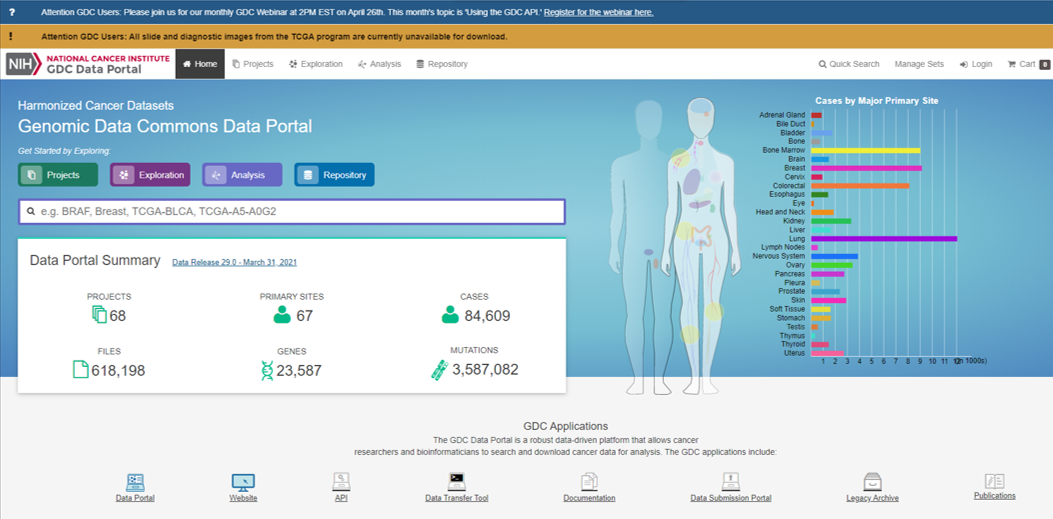 Attention GDC Users: Please join us for our monthly GDC Webinar at 2PM EST on April 26th. This month's topic is 'Using the GDC API.' Register for the webinar here.
Attention GDC Users: All slide and diagnostic images from the TCGA program are currently unavailable for download.
NIH NATIONAL CANCER INSTITUTE
GDC Data Portal
Home Projects Exploration Analysis Repository Quick Search Manage Sets Login Cart 0
Harmonized Cancer Datasets
Genomic Data Commons Data Portal
Get Started by Exploring:
Projects Exploration Analysis Repository
e.g. BRAF, Breast, TCGA-BLCA, TCGA-A5-A0G2
Data Portal Summary Data Release 29.0 - March 31, 2021
PROJECTS PRIMARY SITES CASES
68 67 84,609
FILES GENES MUTATIONS
618,198 23,587 3,587,082
Cases by Major Primary Site
Adrenal Gland
Bile Duct
Bladder
Bone
Bone Marrow
Brain
Breast
Cervix
Colorectal
Esophagus
Eye
Head and Neck
Kidney
Liver
Lung
Lymph Nodes
Nervous System
Ovary
Pancreas
Pleura
Prostate
Skin
Soft Tissue
Stomach
Testis
Thymus
Thyroid
Uterus
1 2 3 4 5 6 7 8 9 10 11 12 (in 1000s)
GDC Applications
The GDC Data Portal is a robust data-driven platform that allows cancer
researchers and bioinformaticians to search and download cancer data for analysis. The GDC applications include:
Data Portal Website API Data Transfer Tool Documentation Data Submission Portal Legacy Archive Publications